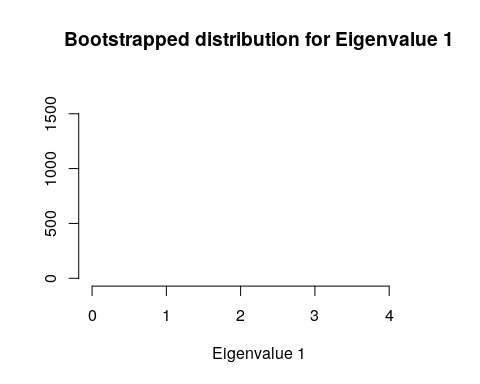 Bootstrapped distribution for Eigenvalue 1
1500
1000
500
0
0 1 2 3 4
Eigenvalue 1